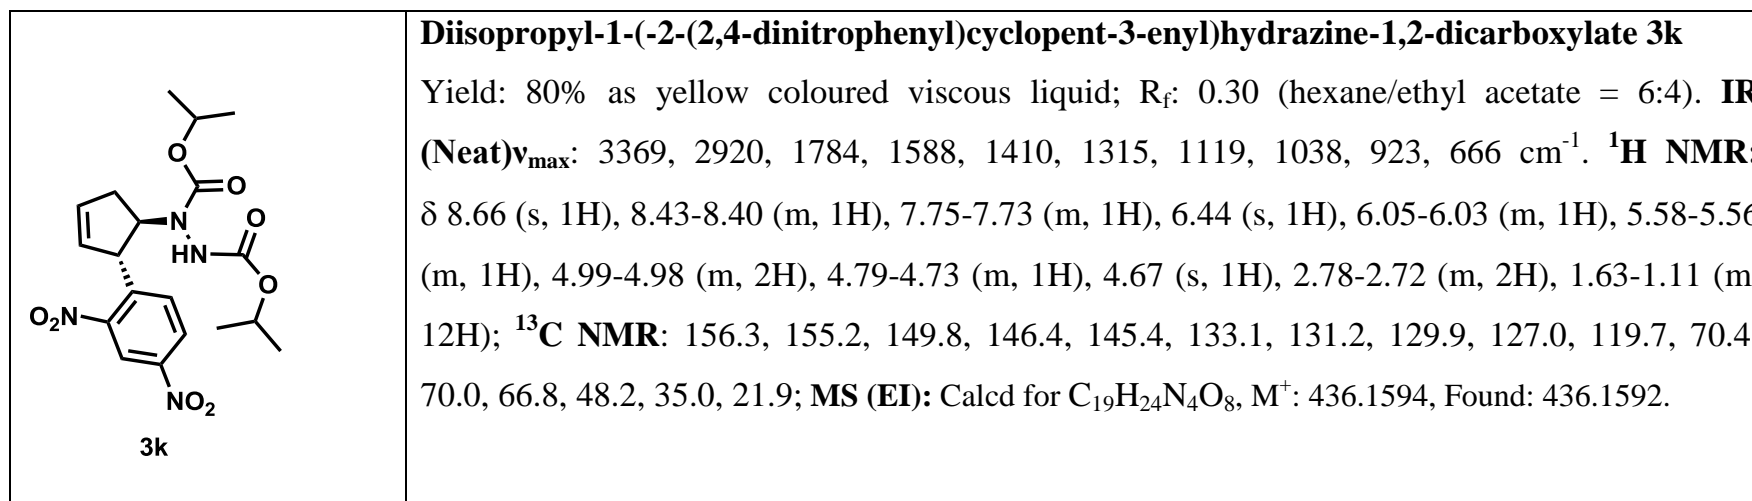 Diisopropyl-1-(-2-(2,4-dinitrophenyl)cyclopent-3-enyl)hydrazine-1,2-dicarboxylate 3k
Yield: 80% as yellow coloured viscous liquid; Rf: 0.30 (hexane/ethyl acetate = 6:4). IR
(Neat)νmax: 3369, 2920, 1784, 1588, 1410, 1315, 1119, 1038, 923, 666 cm-1. 1H NMR:
δ 8.66 (s, 1H), 8.43-8.40 (m, 1H), 7.75-7.73 (m, 1H), 6.44 (s, 1H), 6.05-6.03 (m, 1H), 5.58-5.56
(m, 1H), 4.99-4.98 (m, 2H), 4.79-4.73 (m, 1H), 4.67 (s, 1H), 2.78-2.72 (m, 2H), 1.63-1.11 (m,
12H); 13C NMR: 156.3, 155.2, 149.8, 146.4, 145.4, 133.1, 131.2, 129.9, 127.0, 119.7, 70.4,
70.0, 66.8, 48.2, 35.0, 21.9; MS (EI): Calcd for C19H24N4O8, M+: 436.1594, Found: 436.1592.
O
O
N
O
HN
O
O2N
NO2
3k